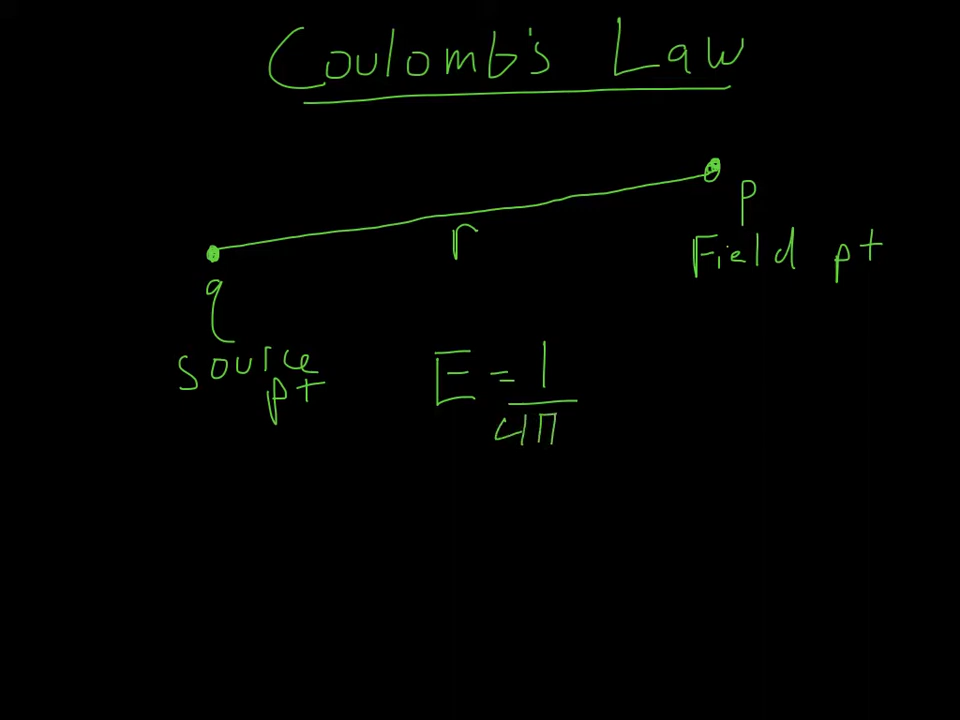 Coulomb's Law
p
r
Field pt
q
source
pt
E = 1
4π